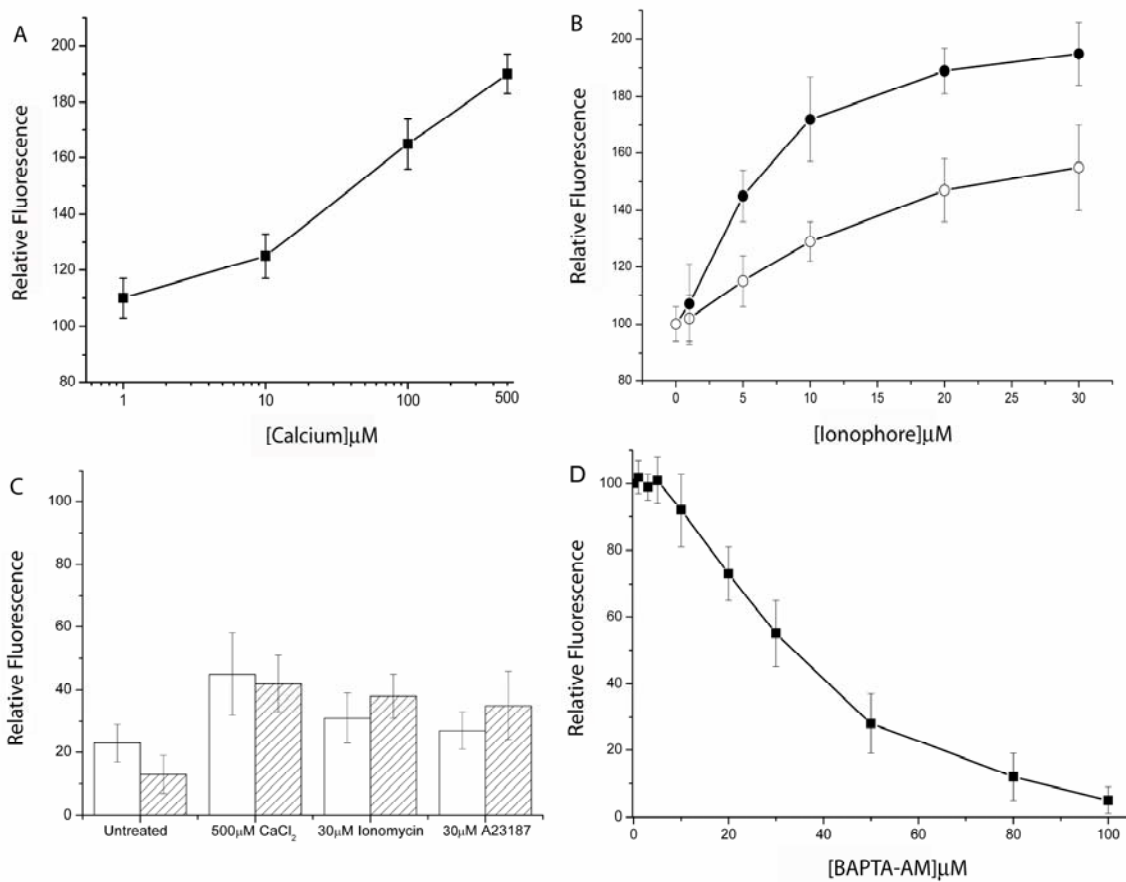 A
Relative Fluorescence
200
180
160
140
120
100
80
1 10 100 500
[Calcium]μM
B
Relative Fluorescence
200
180
160
140
120
100
80
0 5 10 15 20 25 30
[Ionophore]μM
C
Relative Fluorescence
100
80
60
40
20
0
Untreated 500μM CaCl2 30μM Ionomycin 30μM A23187
D
Relative Fluorescence
100
80
60
40
20
0
0 20 40 60 80 100
[BAPTA-AM]μM